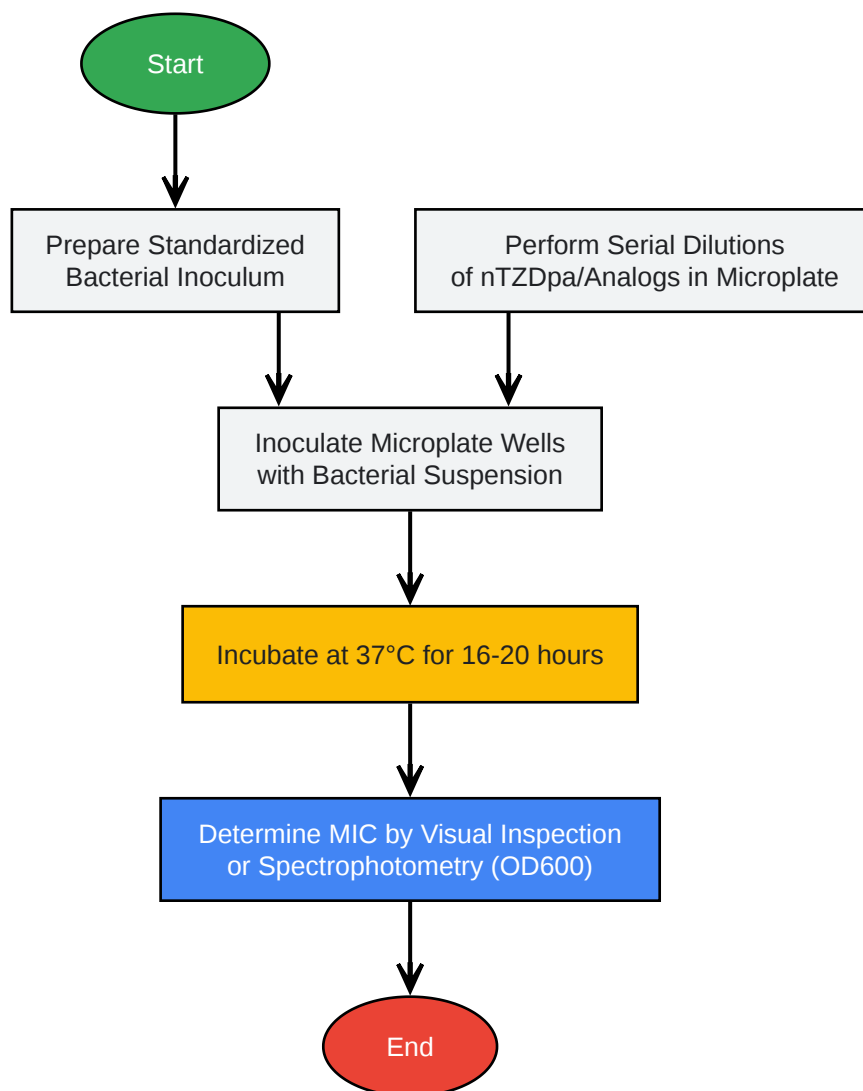 Start
Prepare Standardized
Bacterial Inoculum
Perform Serial Dilutions
of nTZDpa/Analogs in Microplate
Inoculate Microplate Wells
with Bacterial Suspension
Incubate at 37°C for 16-20 hours
Determine MIC by Visual Inspection
or Spectrophotometry (OD600)
End